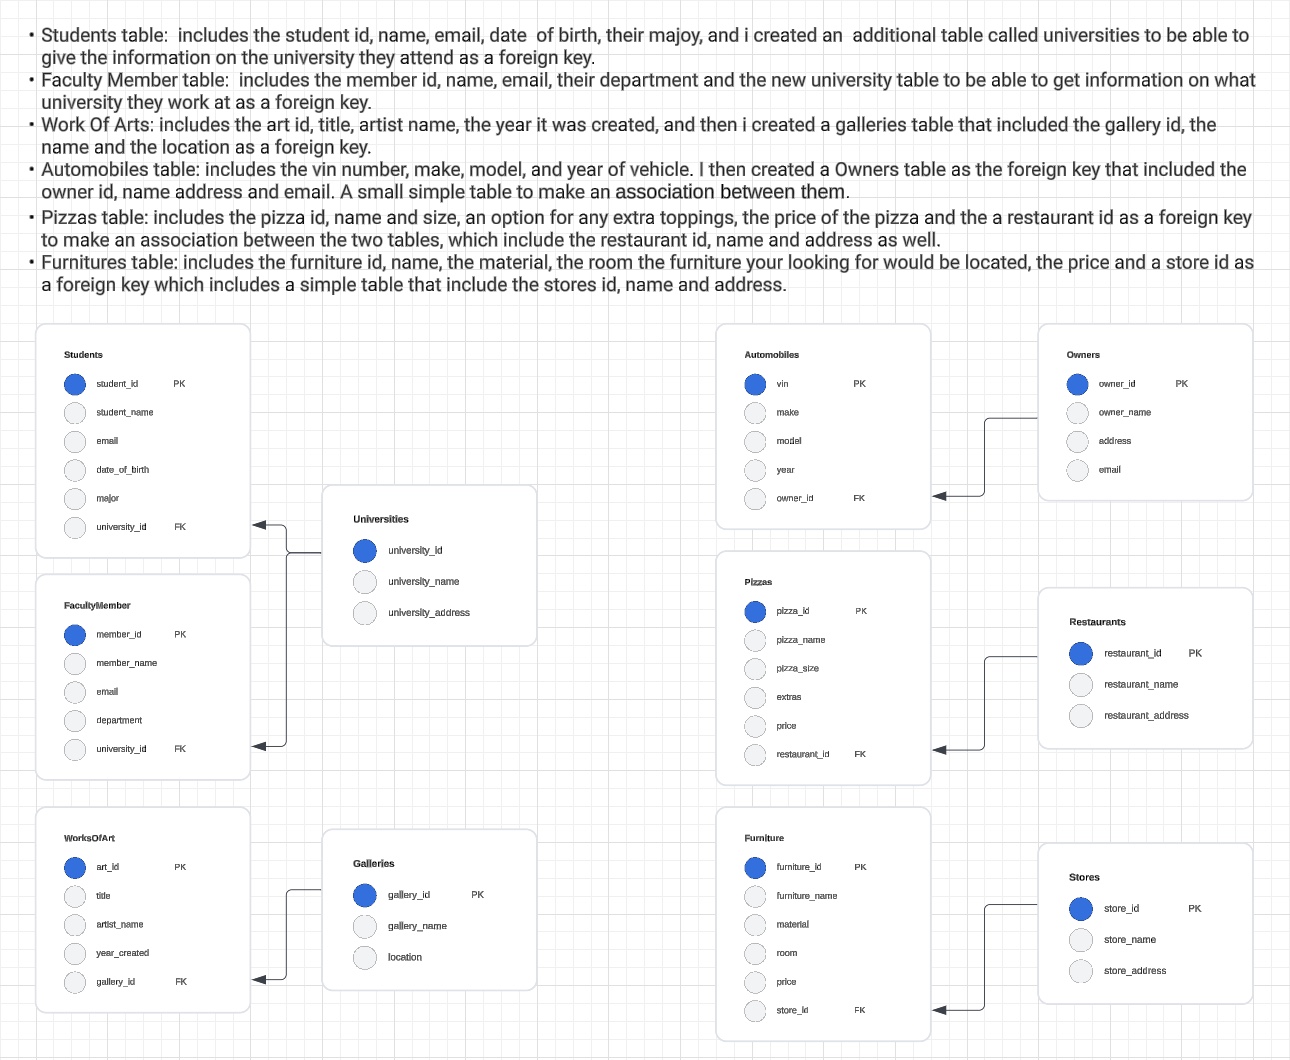 • Students table:  includes the student id, name, email, date  of birth, their majoy, and i created an  additional table called universities to be able to
give the information on the university they attend as a foreign key.
• Faculty Member table:  includes the member id, name, email, their department and the new university table to be able to get information on what
university they work at as a foreign key.
• Work Of Arts: includes the art id, title, artist name, the year it was created, and then i created a galleries table that included the gallery id, the
name and the location as a foreign key.
• Automobiles table: includes the vin number, make, model, and year of vehicle. I then created a Owners table as the foreign key that included the
owner id, name address and email. A small simple table to make an association between them.
• Pizzas table: includes the pizza id, name and size, an option for any extra toppings, the price of the pizza and the a restaurant id as a foreign key
to make an association between the two tables, which include the restaurant id, name and address as well.
• Furnitures table: includes the furniture id, name, the material, the room the furniture your looking for would be located, the price and a store id as
a foreign key which includes a simple table that include the stores id, name and address.
Students
student_id PK
student_name
email
date_of_birth
major
university_id FK
Universities
university_id
university_name
university_address
FacultyMember
member_id PK
member_name
email
department
university_id FK
WorksOfArt
art_id PK
title
artist_name
year_created
gallery_id FK
Galleries
gallery_id PK
gallery_name
location
Automobiles
vin PK
make
model
year
owner_id FK
Owners
owner_id PK
owner_name
address
email
Pizzas
pizza_id PK
pizza_name
pizza_size
extras
price
restaurant_id FK
Restaurants
restaurant_id PK
restaurant_name
restaurant_address
Furniture
furniture_id PK
furniture_name
material
room
price
store_id FK
Stores
store_id PK
store_name
store_address